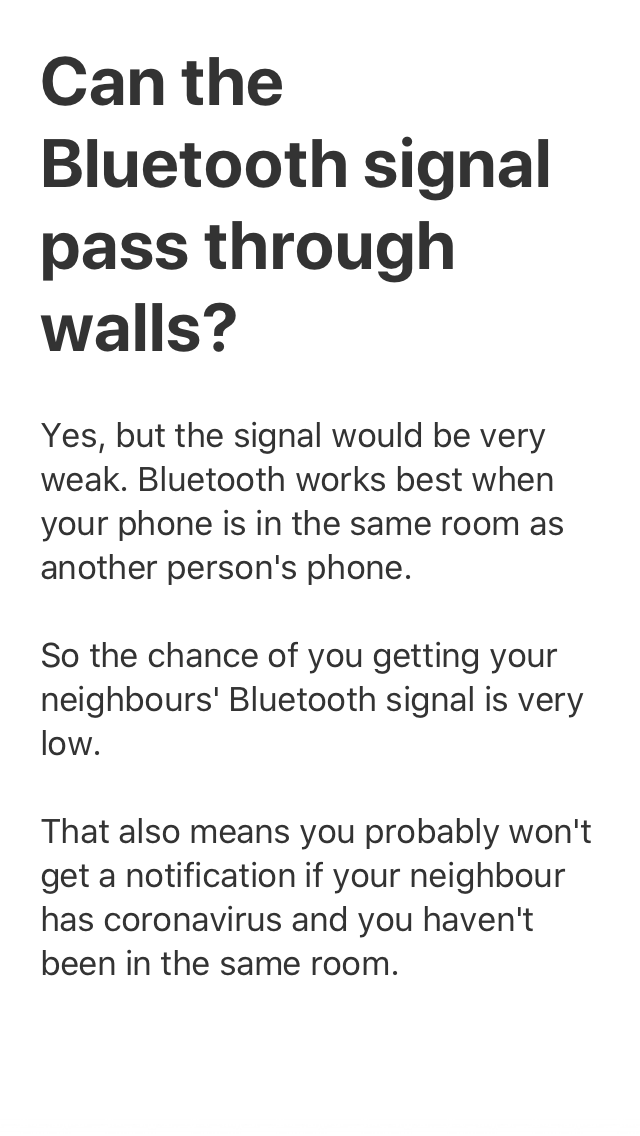 Can the
Bluetooth signal
pass through
walls?
Yes, but the signal would be very
weak. Bluetooth works best when
your phone is in the same room as
another person's phone.
So the chance of you getting your
neighbours' Bluetooth signal is very
low.
That also means you probably won't
get a notification if your neighbour
has coronavirus and you haven't
been in the same room.